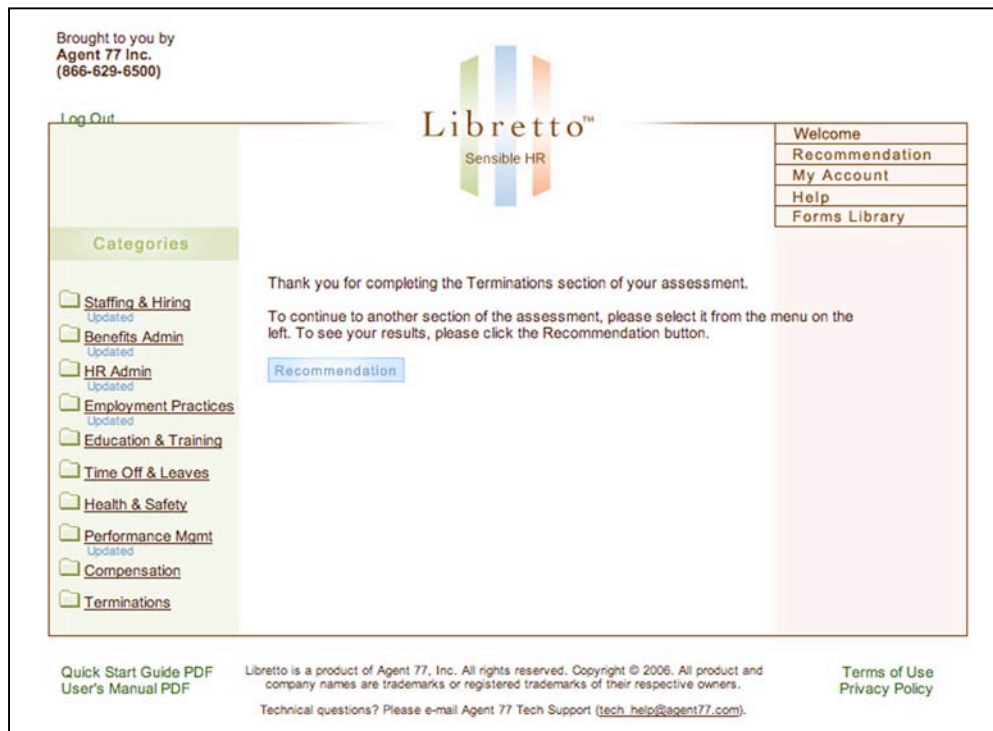 Brought to you by
Agent 77 Inc.
(866-629-6500)
Log Out
Libretto™
Sensible HR
Welcome
Recommendation
My Account
Help
Forms Library
Categories
Staffing & Hiring
Updated
Benefits Admin
Updated
HR Admin
Updated
Employment Practices
Updated
Education & Training
Time Off & Leaves
Health & Safety
Performance Mgmt
Updated
Compensation
Terminations
Thank you for completing the Terminations section of your assessment.
To continue to another section of the assessment, please select it from the menu on the
left. To see your results, please click the Recommendation button.
Recommendation
Quick Start Guide PDF
User's Manual PDF
Libretto is a product of Agent 77, Inc. All rights reserved. Copyright © 2006. All product and
company names are trademarks or registered trademarks of their respective owners.
Technical questions? Please e-mail Agent 77 Tech Support (tech_help@agent77.com).
Terms of Use
Privacy Policy